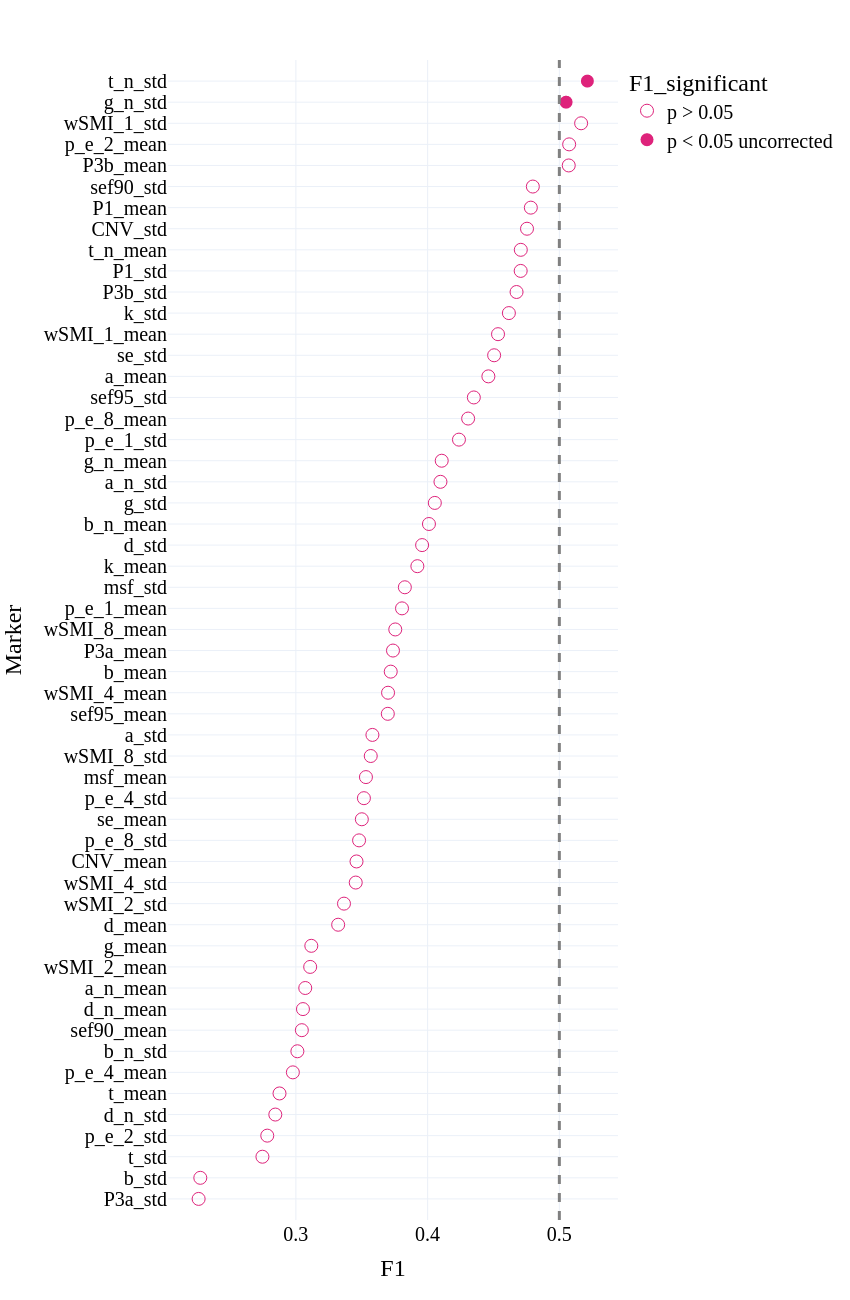 t_n_std
g_n_std
wSMI_1_std
p_e_2_mean
P3b_mean
sef90_std
P1_mean
CNV_std
t_n_mean
P1_std
P3b_std
k_std
wSMI_1_mean
se_std
a_mean
sef95_std
p_e_8_mean
p_e_1_std
g_n_mean
a_n_std
g_std
b_n_mean
d_std
k_mean
msf_std
p_e_1_mean
wSMI_8_mean
P3a_mean
b_mean
wSMI_4_mean
sef95_mean
a_std
wSMI_8_std
msf_mean
p_e_4_std
se_mean
p_e_8_std
CNV_mean
wSMI_4_std
wSMI_2_std
d_mean
g_mean
wSMI_2_mean
a_n_mean
d_n_mean
sef90_mean
b_n_std
p_e_4_mean
t_mean
d_n_std
p_e_2_std
t_std
b_std
P3a_std
Marker
0.3 0.4 0.5
F1
F1_significant
p > 0.05
p < 0.05 uncorrected